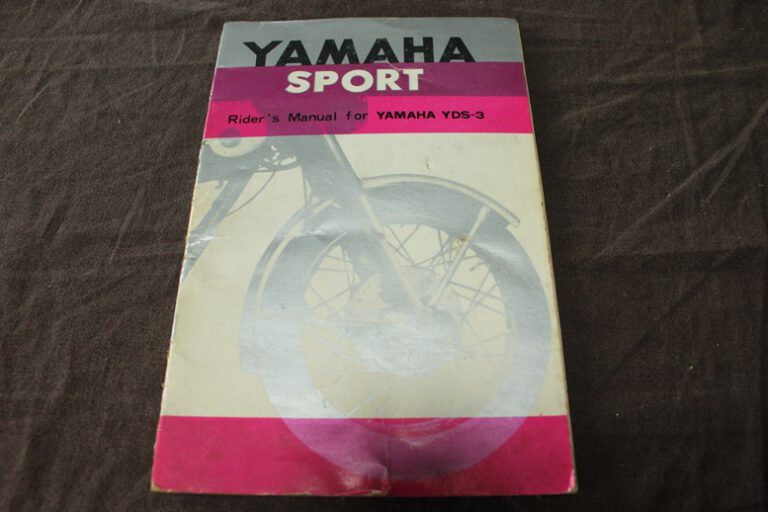 YAMAHA
SPORT
Rider's Manual for YAMAHA YDS-3